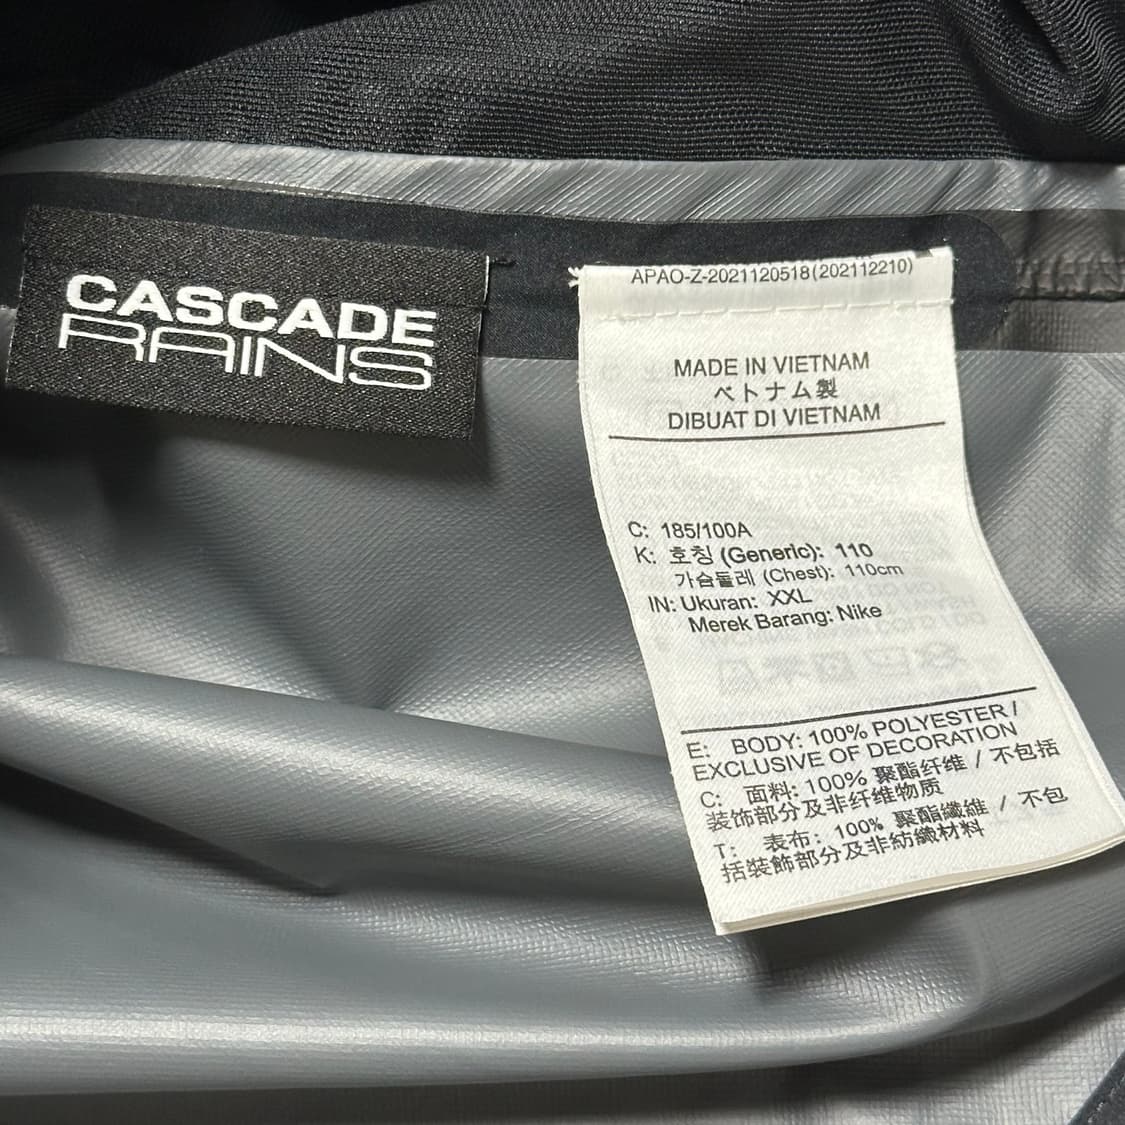 CASCADE
RAINS
APAO-Z-2021120518(202112210)
MADE IN VIETNAM
ベトナム製
DIBUAT DI VIETNAM
C: 185/100A
K: 호칭 (Generic): 110
가슴둘레 (Chest): 110cm
IN: Ukuran: XXL
Merek Barang: Nike
E: BODY: 100% POLYESTER /
EXCLUSIVE OF DECORATION
C: 面料: 100% 聚酯纤维 / 不包括
装饰部分及非纤维物质
T: 表布: 100% 聚酯纖維 / 不包
括裝飾部分及非紡織材料